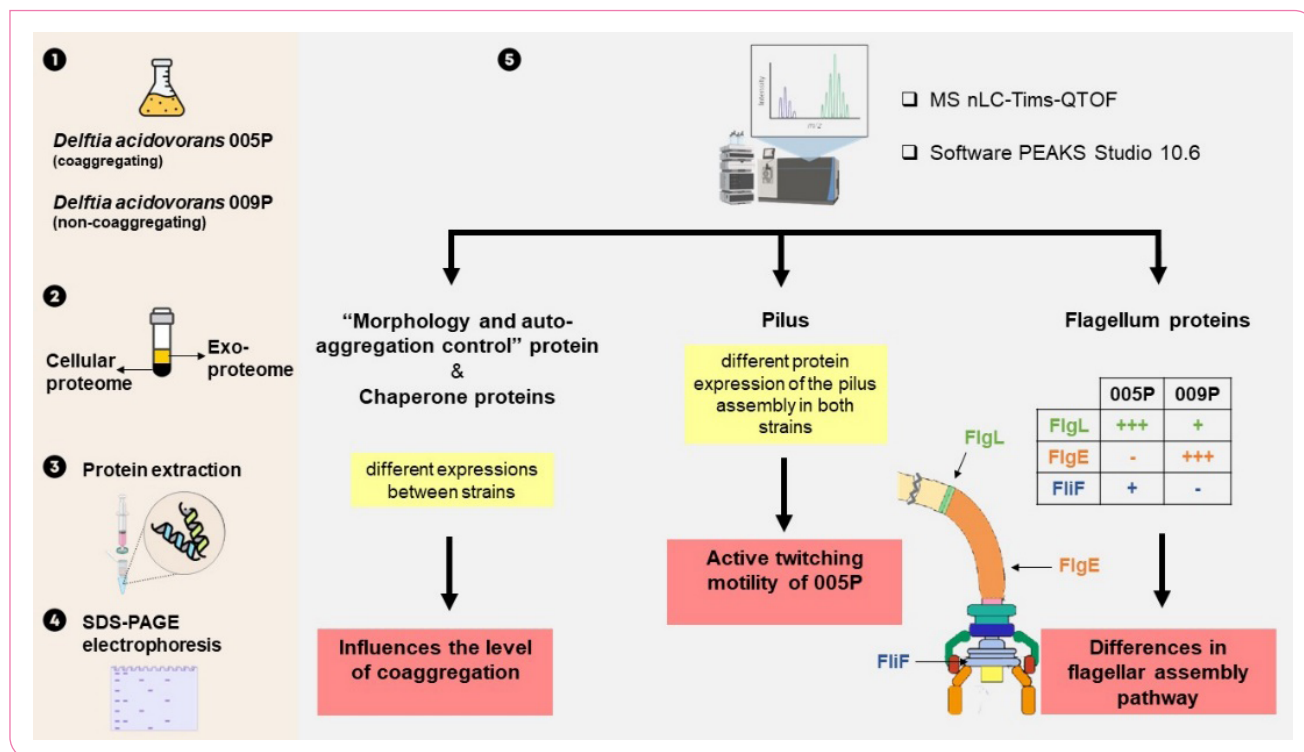 1
Delftia acidovorans 005P
(coaggregating)
Delftia acidovorans 009P
(non-coaggregating)
2
Cellular
proteome
Exo-
proteome
3 Protein extraction
4 SDS-PAGE
electrophoresis
5
Intensity
m/z
❑ MS nLC-Tims-QTOF
❑ Software PEAKS Studio 10.6
“Morphology and auto-
aggregation control” protein
&
Chaperone proteins
different expressions
between strains
Influences the level
of coaggregation
Pilus
different protein
expression of the pilus
assembly in both
strains
Active twitching
motility of 005P
Flagellum proteins
005P 009P
FlgL +++ +
FlgE - +++
FliF + -
FlgL
FlgE
FliF
Differences in
flagellar assembly
pathway